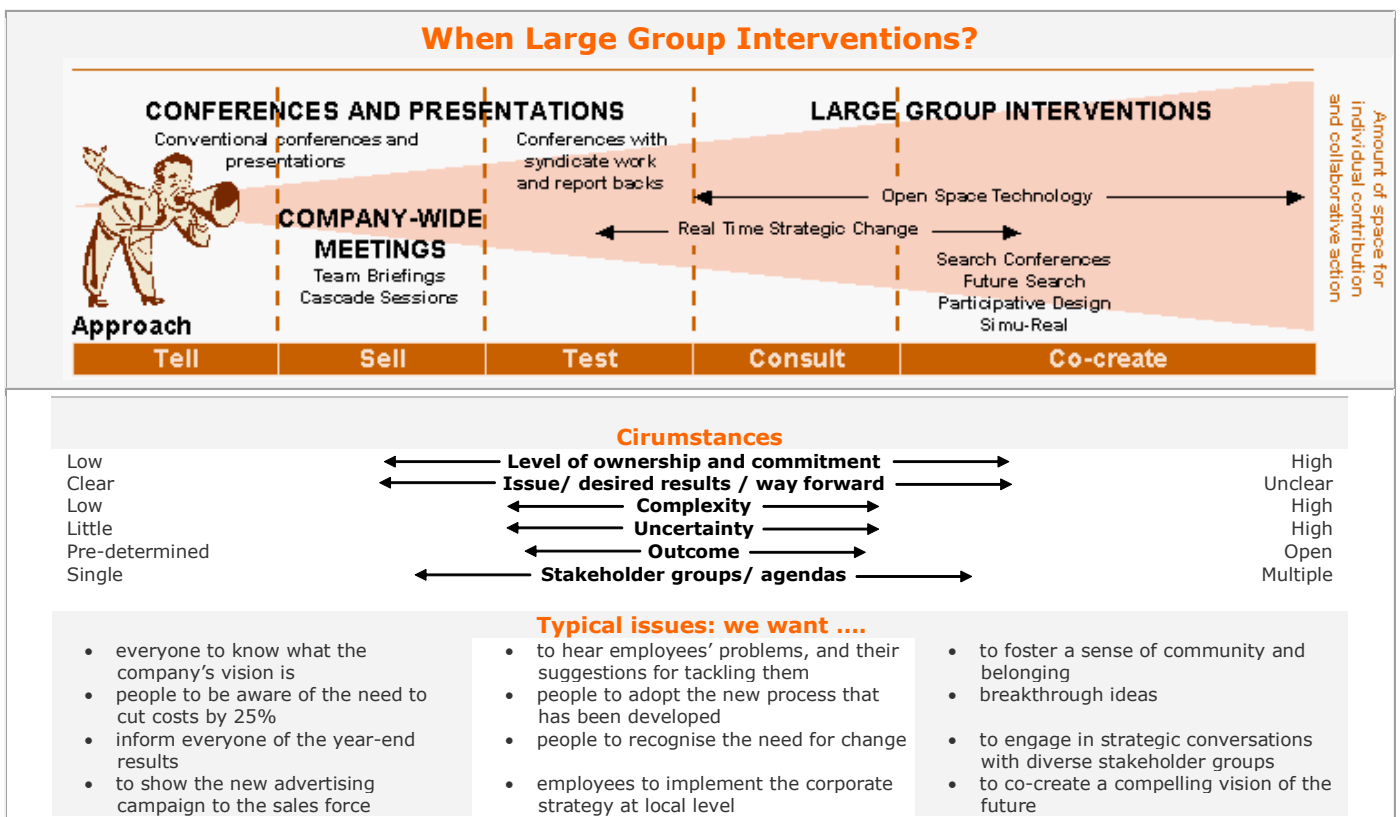 When Large Group Interventions?
CONFERENCES AND PRESENTATIONS
LARGE GROUP INTERVENTIONS
Conventional conferences and
presentations
Conferences with
syndicate work
and report backs
Open Space Technology
COMPANY-WIDE
MEETINGS
Real Time Strategic Change
Team Briefings
Cascade Sessions
Search Conferences
Future Search
Participative Design
Simu-Real
Amount of space for
individual contribution
and collaborative action
Approach
Tell Sell Test Consult Co-create
Cirumstances
Low Level of ownership and commitment High
Clear Issue/ desired results / way forward Unclear
Low Complexity High
Little Uncertainty High
Pre-determined Outcome Open
Single Stakeholder groups/ agendas Multiple
Typical issues: we want ....
• everyone to know what the
company's vision is
• people to be aware of the need to
cut costs by 25%
• inform everyone of the year-end
results
• to show the new advertising
campaign to the sales force
• to hear employees' problems, and their
suggestions for tackling them
• people to adopt the new process that
has been developed
• people to recognise the need for change
• employees to implement the corporate
strategy at local level
• to foster a sense of community and
belonging
• breakthrough ideas
• to engage in strategic conversations
with diverse stakeholder groups
• to co-create a compelling vision of the
future